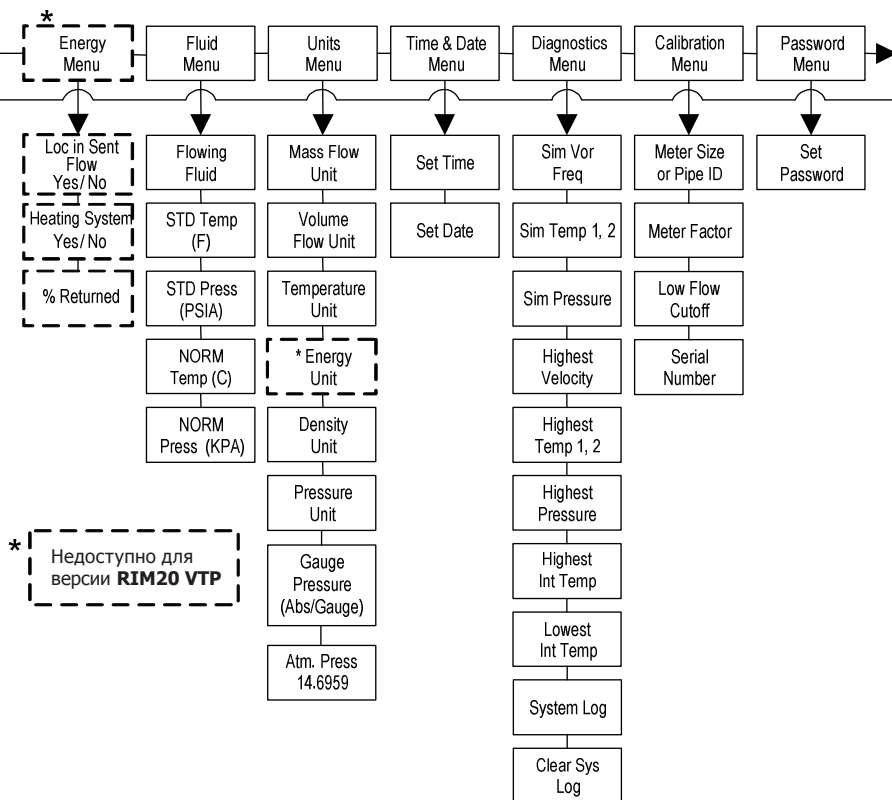 *
Energy
Menu
Fluid
Menu
Units
Menu
Time & Date
Menu
Diagnostics
Menu
Calibration
Menu
Password
Menu
Loc in Sent
Flow
Yes/No
Heating System
Yes/No
% Returned
Flowing
Fluid
STD Temp
(F)
STD Press
(PSIA)
NORM
Temp (C)
NORM
Press (KPA)
Mass Flow
Unit
Volume
Flow Unit
Temperature
Unit
* Energy
Unit
Density
Unit
Pressure
Unit
Gauge
Pressure
(Abs/Gauge)
Atm. Press
14.6959
Set Time
Set Date
Sim Vor
Freq
Sim Temp 1, 2
Sim Pressure
Highest
Velocity
Highest
Temp 1, 2
Highest
Pressure
Highest
Int Temp
Lowest
Int Temp
System Log
Clear Sys
Log
Meter Size
or Pipe ID
Meter Factor
Low Flow
Cutoff
Serial
Number
Set
Password
*
Недоступно для
версии RIM20 VTP